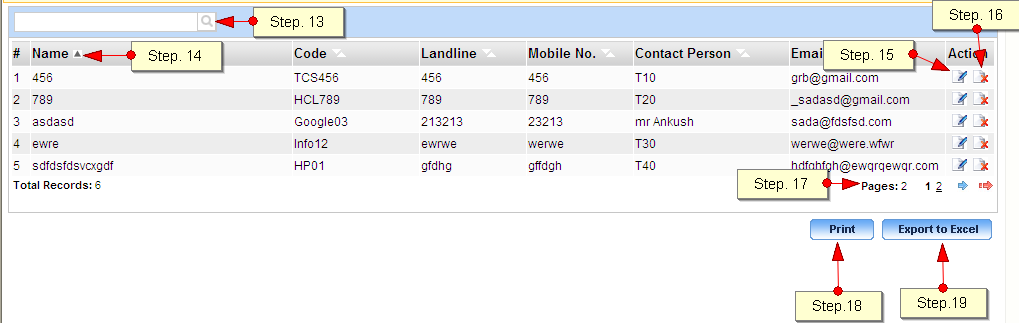 Step. 13
Step. 16
# Name Code Landline Mobile No. Contact Person Email Action
Step. 14
Step. 15
1 456 TCS456 456 456 T10 grb@gmail.com
2 789 HCL789 789 789 T20 _sadasd@gmail.com
3 asdasd Google03 213213 23213 mr Ankush sada@fdsfsd.com
4 ewre Info12 ewrwe werwe T30 werwe@were.wfwr
5 sdfdsfdsvcxgdf HP01 gfdhg gffdgh T40 hdfghfgh@ewqrqewqr.com
Total Records: 6
Step. 17
Pages: 2 1 2
Print Export to Excel
Step.18
Step.19